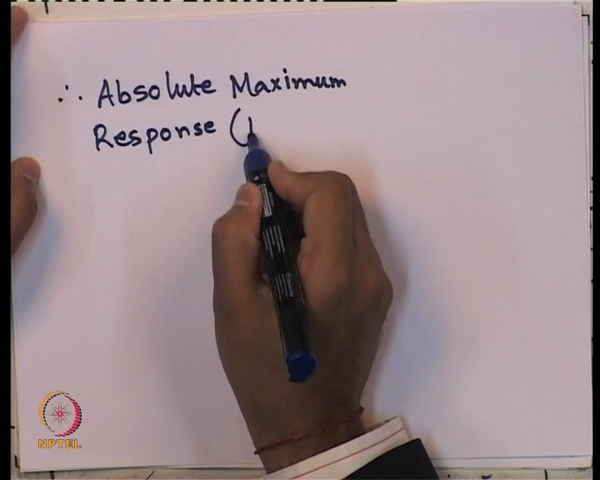 ∴ Absolute Maximum
Response (
NPTEL